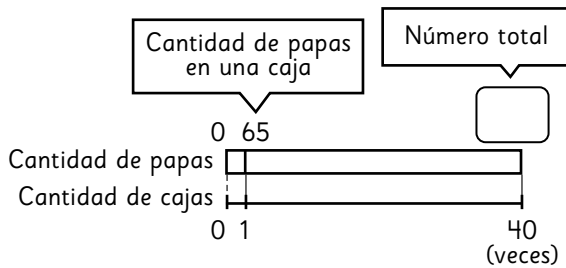 Cantidad de papas
en una caja
Número total
0 65
Cantidad de papas
Cantidad de cajas
0 1 40
(veces)